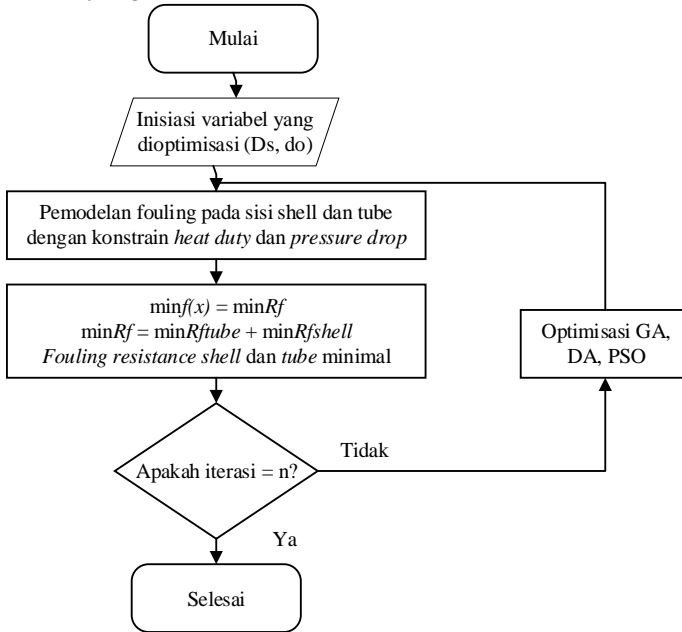 Mulai
Inisiasi variabel yang
dioptimisasi (Ds, do)
Pemodelan fouling pada sisi shell dan tube
dengan konstrain heat duty dan pressure drop
minf(x) = minRf
minRf = minRftube + minRfshell
Fouling resistance shell dan tube minimal
Optimisasi GA,
DA, PSO
Apakah iterasi = n?
Tidak
Ya
Selesai